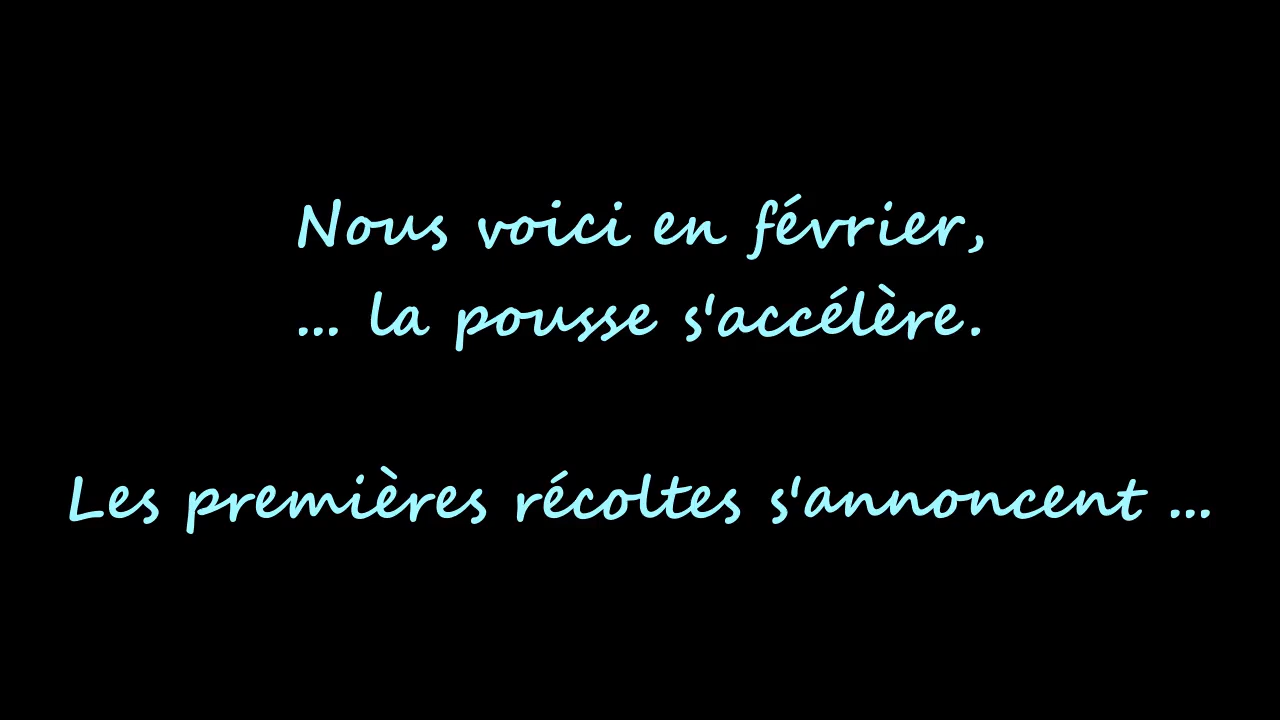 Nous voici en février,
... la pousse s'accélère.
Les premières récoltes s'annoncent ...